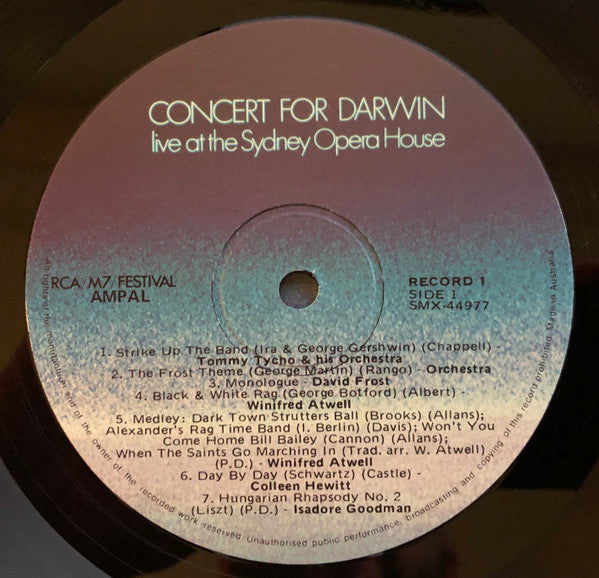 CONCERT FOR DARWIN
live at the Sydney Opera House
RCA/M7/FESTIVAL
AMPAL
RECORD 1
SIDE 1
SMX-44977
1. Strike Up The Band (Ira & George Gershwin) (Chappell) -
Tommy Tycho & his Orchestra
2. The Frost Theme (George Martin) (Rango) - Orchestra
3. Monologue - David Frost
4. Black & White Rag (George Botford) (Albert) -
Winifred Atwell
5. Medley: Dark Town Strutters Ball (Brooks) (Allans);
Alexander's Rag Time Band (I. Berlin) (Davis); Won't You
Come Home Bill Bailey (Cannon) (Allans);
When The Saints Go Marching In (Trad. arr. W. Atwell)
(P.D.) - Winifred Atwell
6. Day By Day (Schwartz) (Castle) -
Colleen Hewitt
7. Hungarian Rhapsody No. 2
(Liszt) (P.D.) - Isadore Goodman
All rights of the manufacturer and of the owner of the recorded work reserved Unauthorised public performance, broadcasting and copying of this record prohibited. Made in Australia